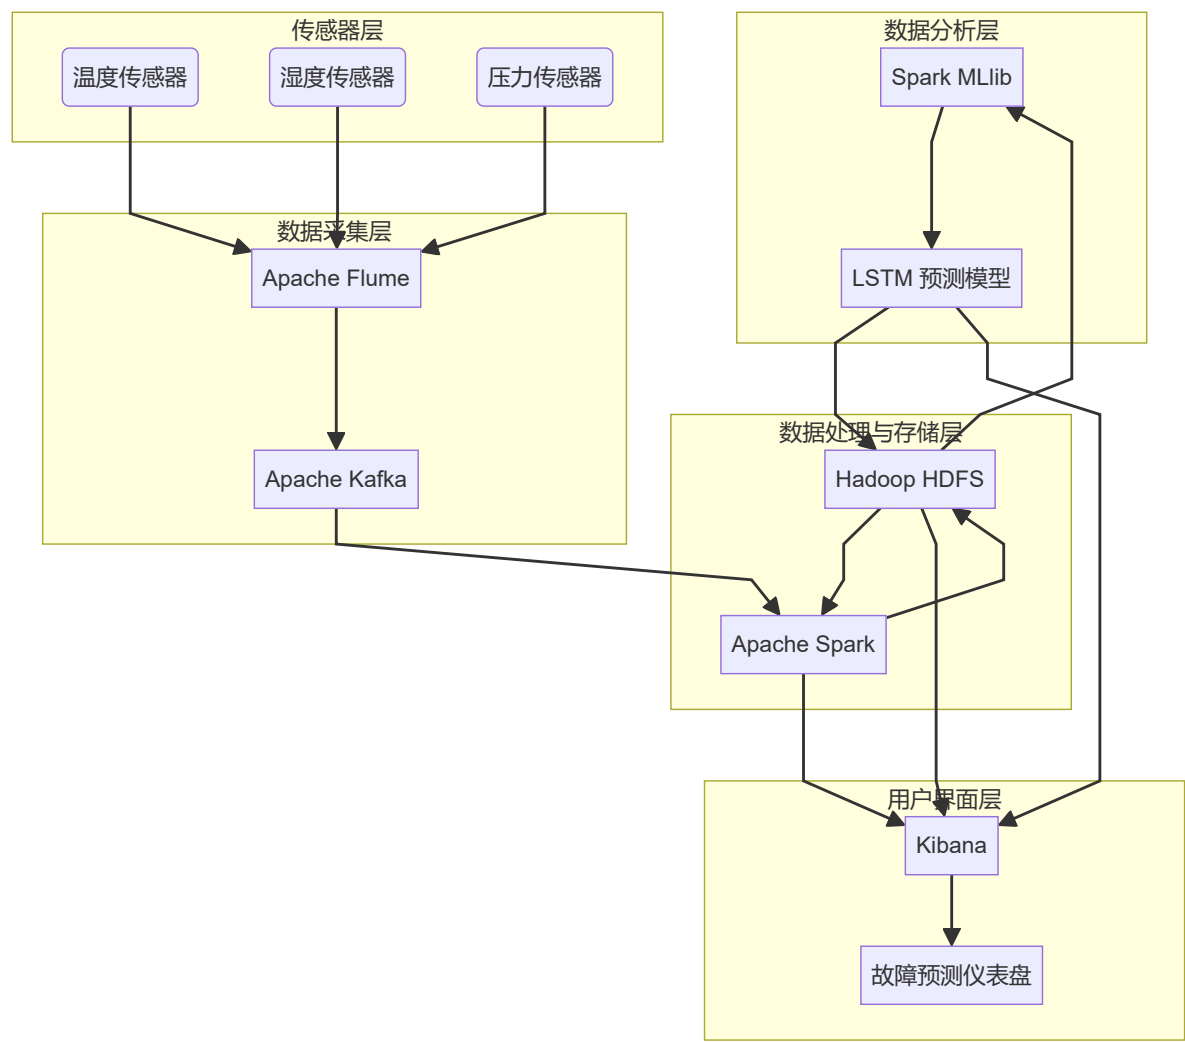 传感器层
温度传感器
湿度传感器
压力传感器
数据采集层
Apache Flume
Apache Kafka
数据分析层
Spark MLlib
LSTM 预测模型
数据处理与存储层
Hadoop HDFS
Apache Spark
用户界面层
Kibana
故障预测仪表盘